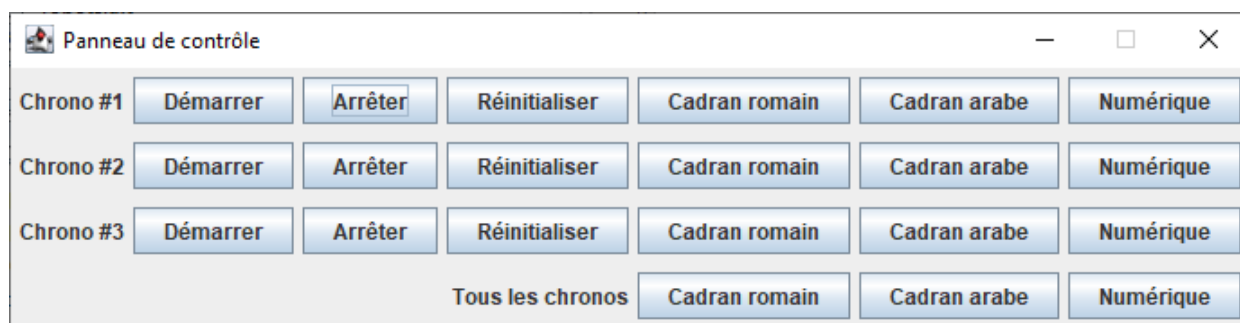 Panneau de contrôle
Chrono #1 Démarrer Arrêter Réinitialiser Cadran romain Cadran arabe Numérique
Chrono #2 Démarrer Arrêter Réinitialiser Cadran romain Cadran arabe Numérique
Chrono #3 Démarrer Arrêter Réinitialiser Cadran romain Cadran arabe Numérique
Tous les chronos Cadran romain Cadran arabe Numérique